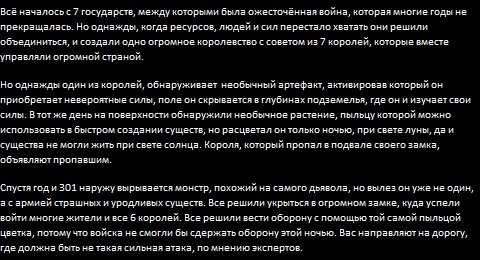 Всё началось с 7 государств, между которыми была ожесточённая война, которая многие годы не
прекращалась. Но однажды, когда ресурсов, людей и сил перестало хватать они решили
объединиться, и создали одно огромное королевство с советом из 7 королей, которые вместе
управляли огромной страной.
Но однажды один из королей, обнаруживает необычный артефакт, активировав который он
приобретает невероятные силы, поле он скрывается в глубинах подземелья, где он и изучает свои
силы. В тот же день на поверхности обнаружили необычное растение, пыльцу которой можно
использовать в быстром создании существ, но расцветал он только ночью, при свете луны, да и
существа не могли жить при свете солнца. Короля, который пропал в подвале своего замка,
объявляют пропавшим.
Спустя год и 301 наружу вырывается монстр, похожий на самого дьявола, но вылез он уже не один,
а с армией страшных и уродливых существ. Все решили укрыться в огромном замке, куда успели
войти многие жители и все 6 королей. Все решили вести оборону с помощью той самой пыльцой
цветка, потому что войска не смогли бы сдержать оборону этой ночью. Вас направляют на дорогу,
где должна быть не такая сильная атака, по мнению экспертов.